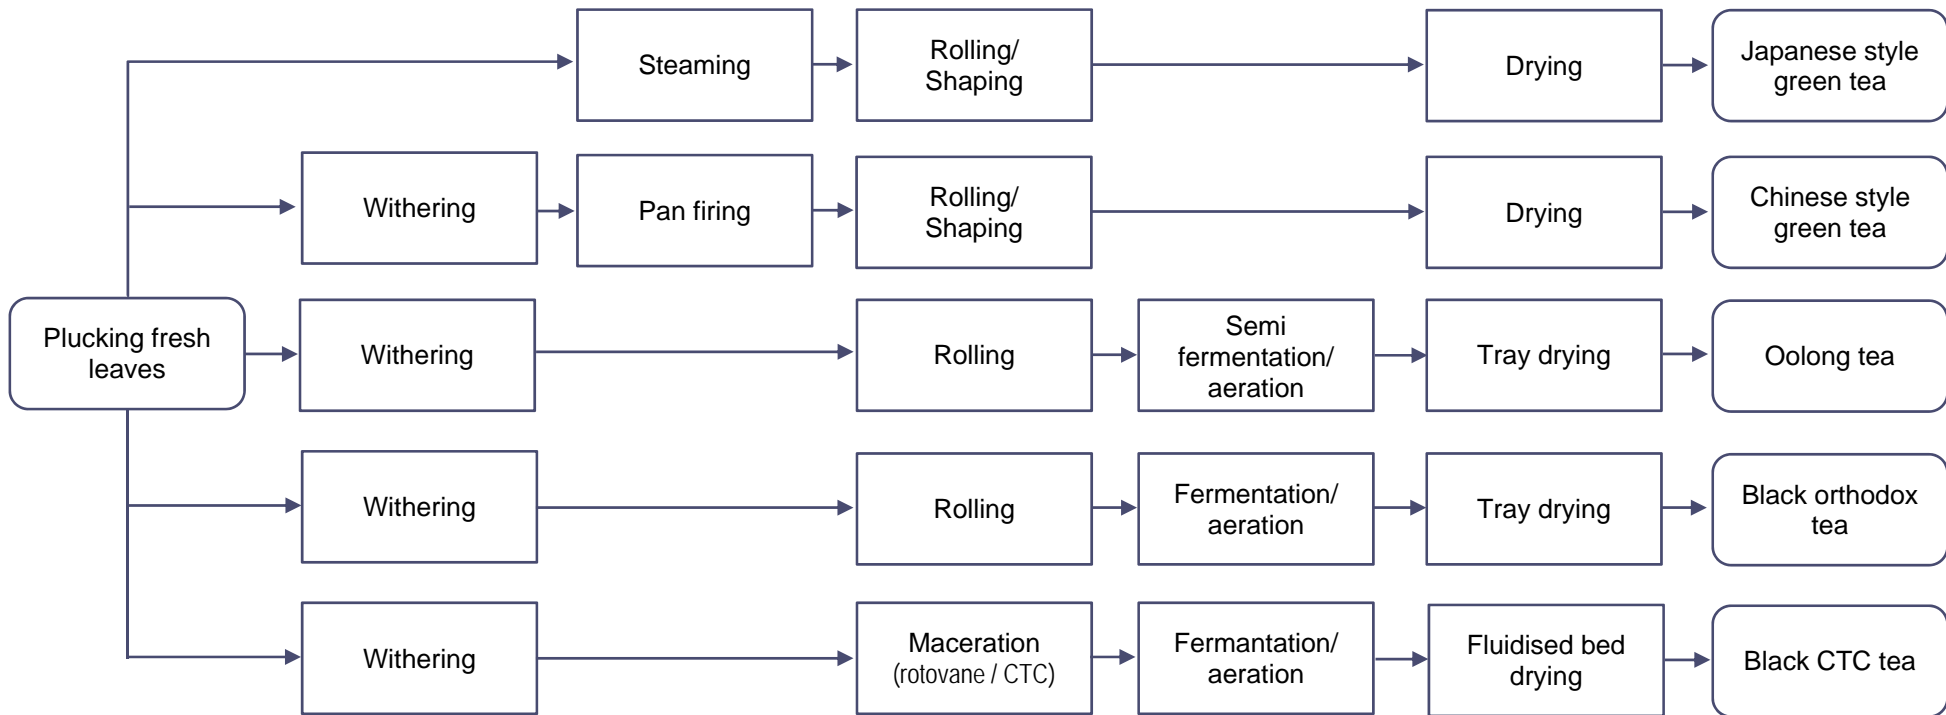 Steaming
Rolling/
Shaping
Drying
Japanese style
green tea
Withering
Pan firing
Rolling/
Shaping
Drying
Chinese style
green tea
Plucking fresh
leaves
Withering
Rolling
Semi
fermentation/
aeration
Tray drying
Oolong tea
Withering
Rolling
Fermentation/
aeration
Tray drying
Black orthodox
tea
Withering
Maceration
(rotovane / CTC)
Fermantation/
aeration
Fluidised bed
drying
Black CTC tea